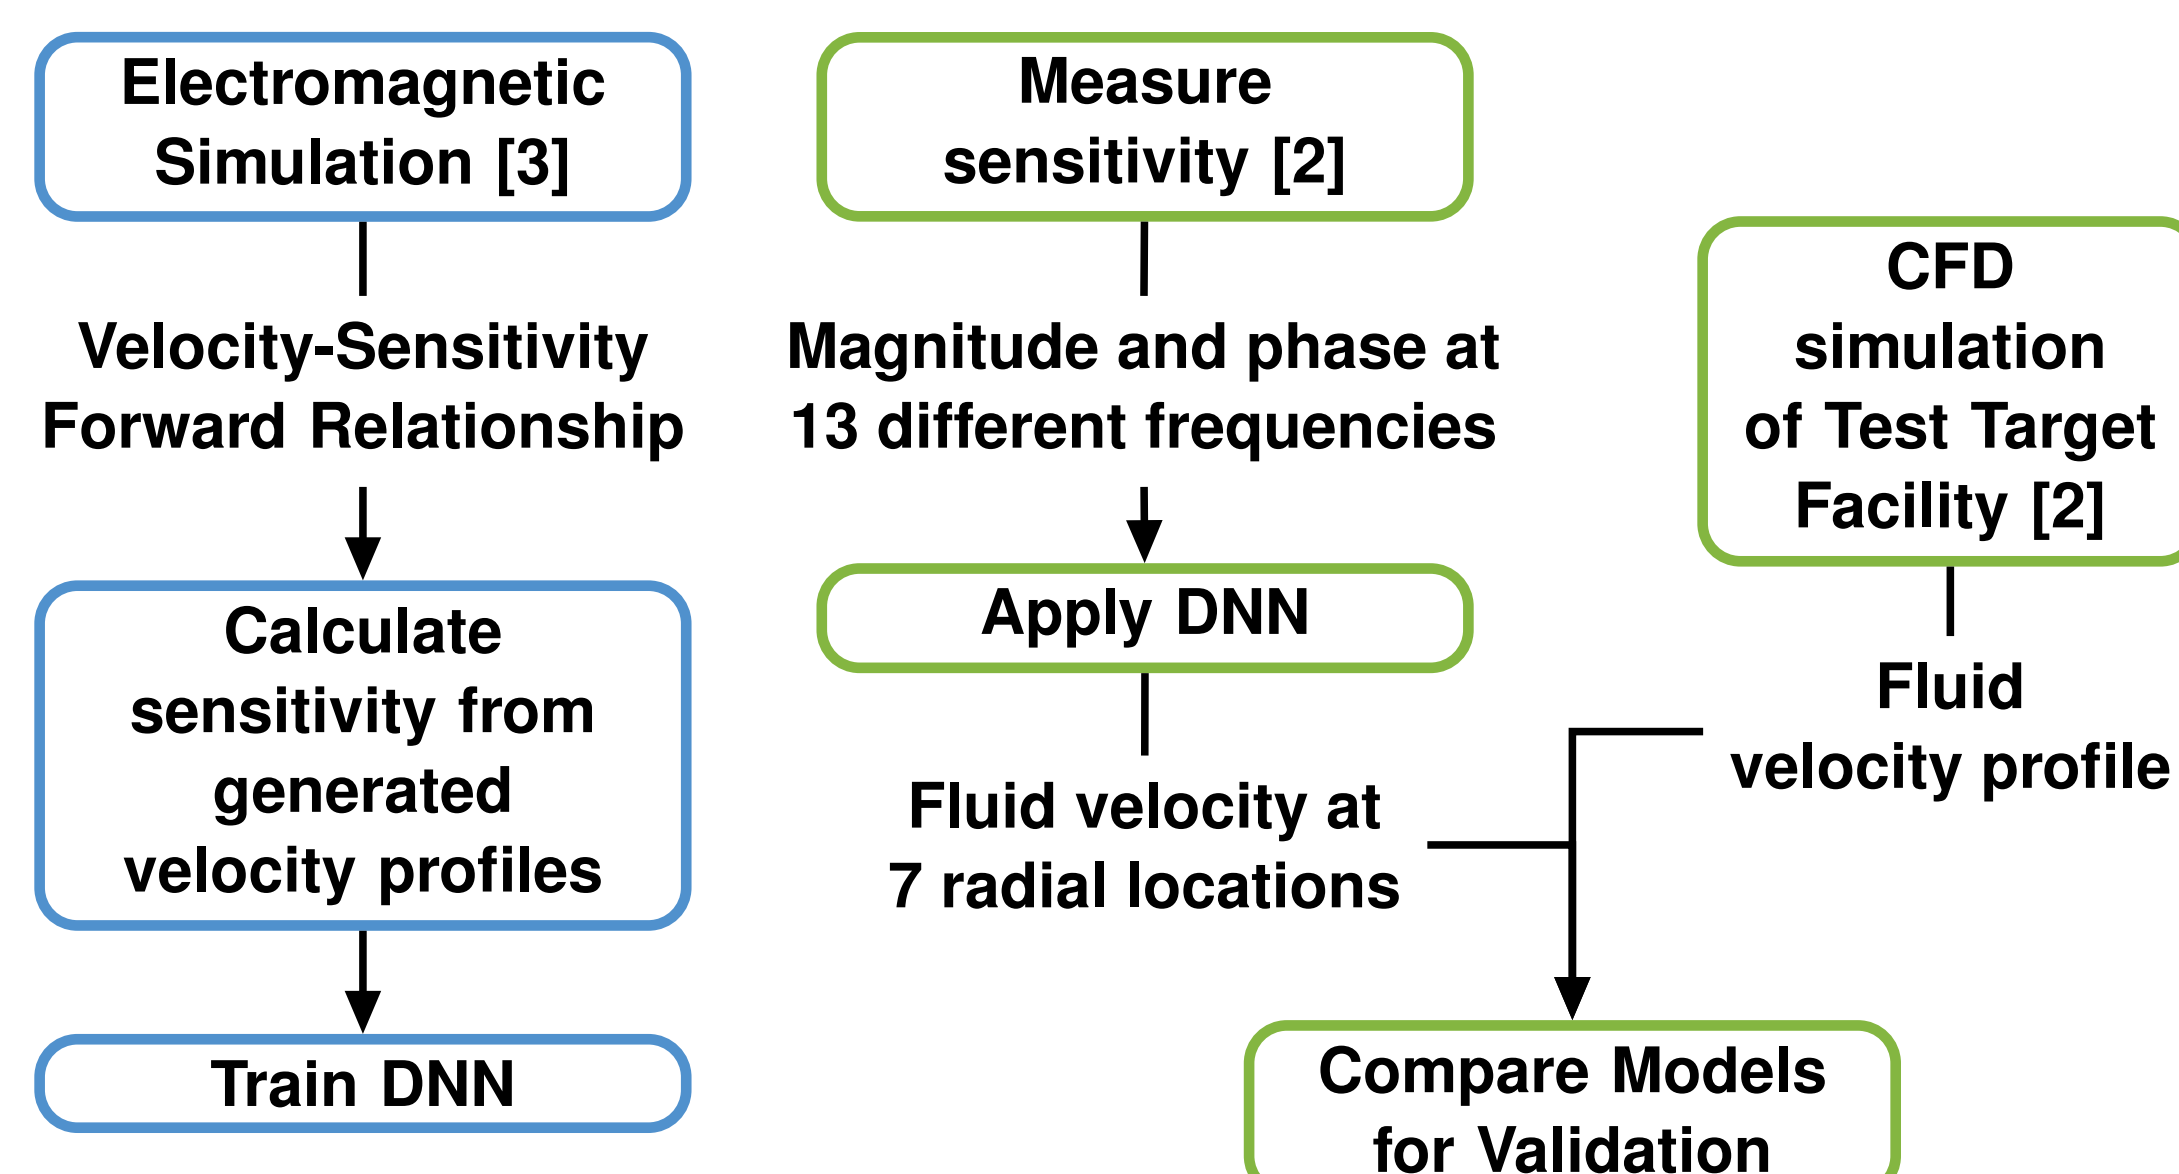 Electromagnetic
Simulation [3]
Velocity-Sensitivity
Forward Relationship
Calculate
sensitivity from
generated
velocity profiles
Train DNN
Measure
sensitivity [2]
Magnitude and phase at
13 different frequencies
Apply DNN
Fluid velocity at
7 radial locations
CFD
simulation
of Test Target
Facility [2]
Fluid
velocity profile
Compare Models
for Validation